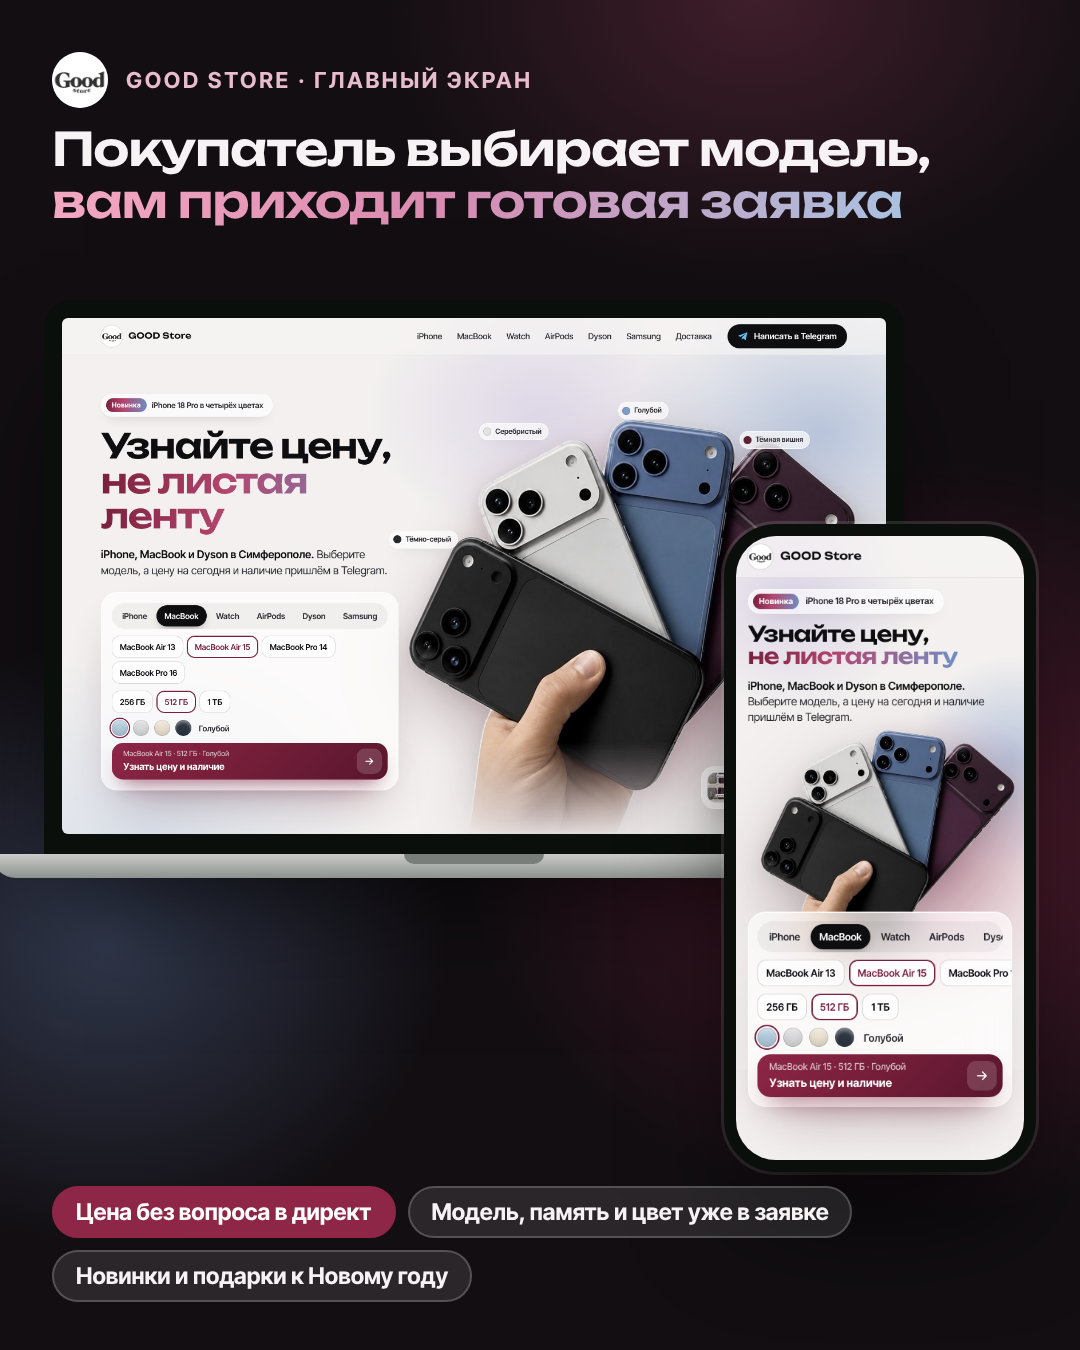 Good
store
GOOD STORE · ГЛАВНЫЙ ЭКРАН
Покупатель выбирает модель,
вам приходит готовая заявка
Good
GOOD Store
iPhone MacBook Watch AirPods Dyson Samsung Доставка
Написать в Telegram
Новинка iPhone 18 Pro в четырёх цветах
Узнайте цену,
не листая
ленту
iPhone, MacBook и Dyson в Симферополе. Выберите
модель, а цену на сегодня и наличие пришлём в Telegram.
Голубой
Серебристый
Тёмная вишня
Тёмно-серый
iPhone MacBook Watch AirPods Dyson Samsung
MacBook Air 13 MacBook Air 15 MacBook Pro 14
MacBook Pro 16
256 ГБ 512 ГБ 1 ТБ
Голубой
MacBook Air 15 · 512 ГБ · Голубой
Узнать цену и наличие
Good
GOOD Store
Новинка iPhone 18 Pro в четырёх цветах
Узнайте цену,
не листая ленту
iPhone, MacBook и Dyson в Симферополе.
Выберите модель, а цену на сегодня и наличие
пришлём в Telegram.
iPhone MacBook Watch AirPods Dys
MacBook Air 13 MacBook Air 15 MacBook Pro
256 ГБ 512 ГБ 1 ТБ
Голубой
MacBook Air 15 · 512 ГБ · Голубой
Узнать цену и наличие
Цена без вопроса в директ
Модель, память и цвет уже в заявке
Новинки и подарки к Новому году